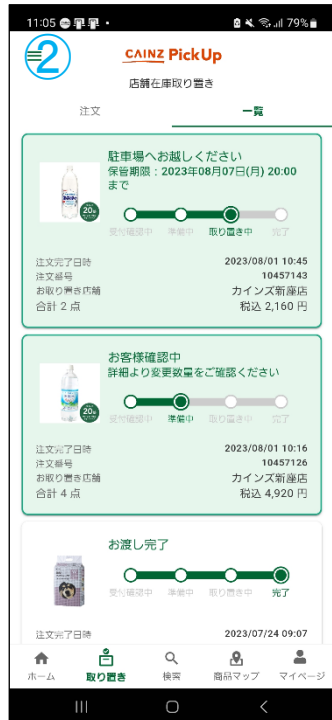 11:05
79%
2
CAINZ PickUp
店舗在庫取り置き
注文
一覧
駐車場へお越しください
保管期限：2023年08月07日(月) 20:00
まで
受付確認中 準備中 取り置き中 完了
注文完了日時 2023/08/01 10:45
注文番号 10457143
お取り置き店舗 カインズ新座店
合計 2 点 税込 2,160 円
お客様確認中
詳細より変更数量をご確認ください
受付確認中 準備中 取り置き中 完了
注文完了日時 2023/08/01 10:16
注文番号 10457126
お取り置き店舗 カインズ新座店
合計 4 点 税込 4,920 円
お渡し完了
受付確認中 準備中 取り置き中 完了
注文完了日時 2023/07/24 09:07
ホーム 取り置き 検索 商品マップ マイページ